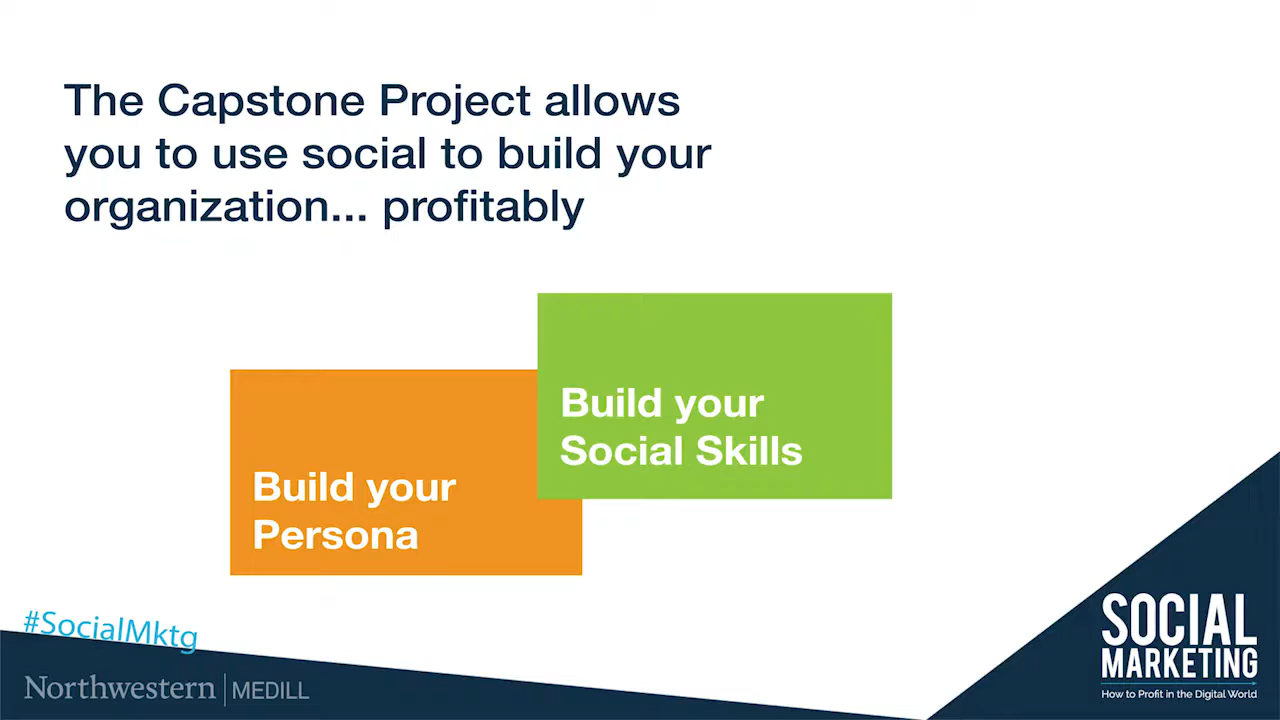 The Capstone Project allows
you to use social to build your
organization... profitably
Build your
Social Skills
Build your
Persona
#SocialMktg
Northwestern | MEDILL
SOCIAL
MARKETING
How to Profit in the Digital World